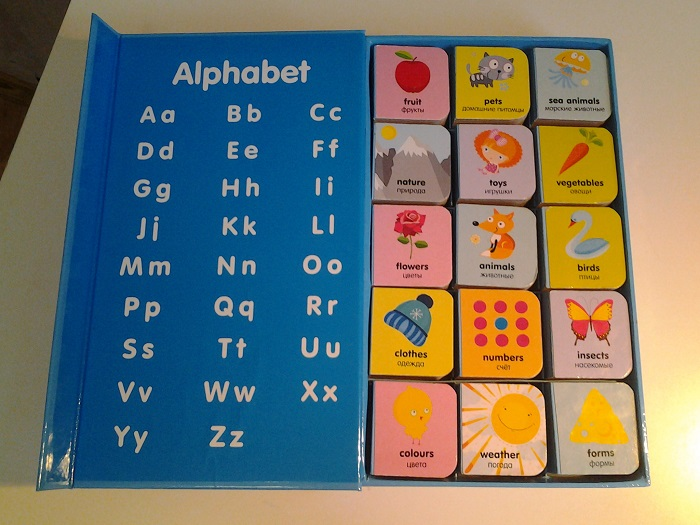 Alphabet
Aa Bb Cc
Dd Ee Ff
Gg Hh Ii
Jj Kk Ll
Mm Nn Oo
Pp Qq Rr
Ss Tt Uu
Vv Ww Xx
Yy Zz
fruit
фрукты
pets
домашние питомцы
sea animals
морские животные
nature
природа
toys
игрушки
vegetables
овощи
flowers
цветы
animals
животные
birds
птицы
clothes
одежда
numbers
счёт
insects
насекомые
colours
цвета
weather
погода
forms
формы